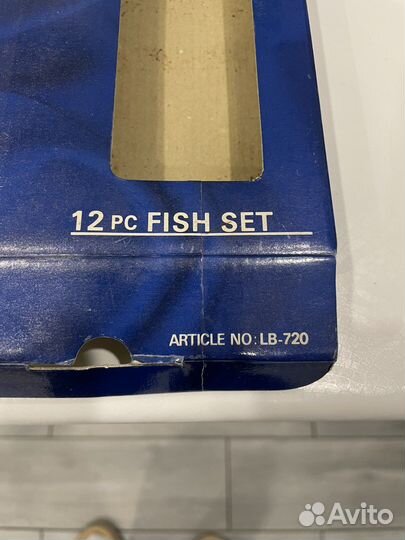 12 PC FISH SET
ARTICLE NO: LB-720
Avito